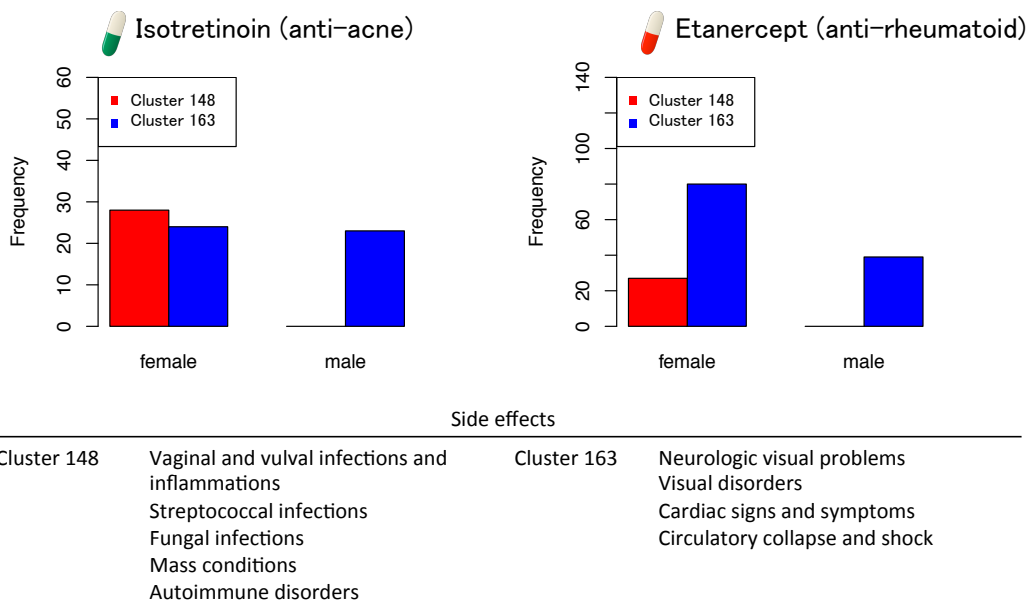 Isotretinoin (anti-acne)
60
50
40
30
20
10
0
Frequency
Cluster 148
Cluster 163
female
male
Etanercept (anti-rheumatoid)
140
100
60
20
0
Frequency
Cluster 148
Cluster 163
female
male
Side effects
Cluster 148
Vaginal and vulval infections and
inflammations
Streptococcal infections
Fungal infections
Mass conditions
Autoimmune disorders
Cluster 163
Neurologic visual problems
Visual disorders
Cardiac signs and symptoms
Circulatory collapse and shock